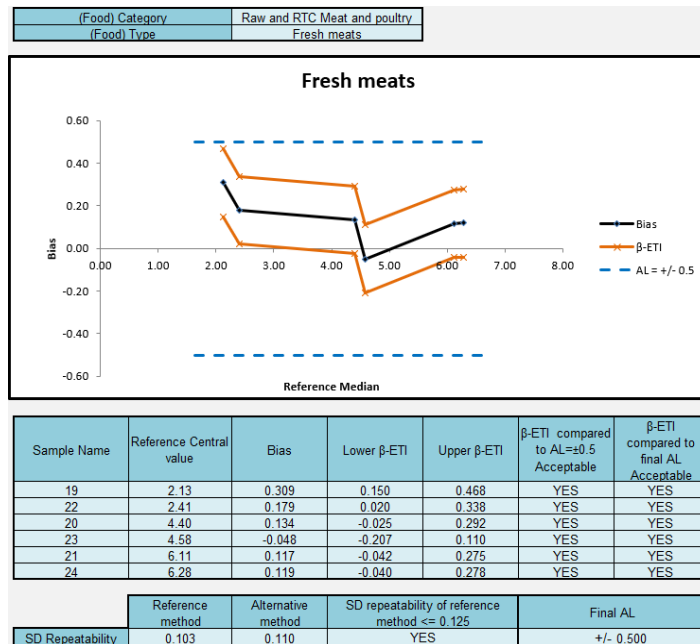 (Food) Category Raw and RTC Meat and poultry
(Food) Type Fresh meats
Fresh meats
0.60
0.40
0.20
0.00
-0.20
-0.40
-0.60
0.00 1.00 2.00 3.00 4.00 5.00 6.00 7.00 8.00
Bias
Reference Median
Bias
β-ETI
AL = +/- 0.5
Sample Name Reference Central value Bias Lower β-ETI Upper β-ETI β-ETI compared to AL=±0.5 Acceptable β-ETI compared to final AL Acceptable
19 2.13 0.309 0.150 0.468 YES YES
22 2.41 0.179 0.020 0.338 YES YES
20 4.40 0.134 -0.025 0.292 YES YES
23 4.58 -0.048 -0.207 0.110 YES YES
21 6.11 0.117 -0.042 0.275 YES YES
24 6.28 0.119 -0.040 0.278 YES YES
Reference method Alternative method SD repeatability of reference method <= 0.125 Final AL
SD Repeatability 0.103 0.110 YES +/- 0.500